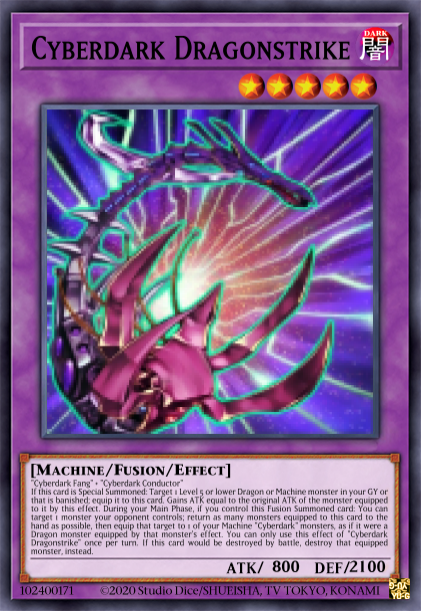 CYBERDARK DRAGONSTRIKE
DARK
闇
[MACHINE/FUSION/EFFECT]
"Cyberdark Fang" + "Cyberdark Conductor"
If this card is Special Summoned: Target 1 Level 5 or lower Dragon or Machine monster in your GY or
that is banished; equip it to this card. Gains ATK equal to the original ATK of the monster equipped
to it by this effect. During your Main Phase, if you control this Fusion Summoned card: You can
target 1 monster your opponent controls; return as many monsters equipped to this card to the
hand as possible, then equip that target to 1 of your Machine "Cyberdark" monsters, as if it were a
Dragon monster equipped by that monster's effect. You can only use this effect of "Cyberdark
Dragonstrike" once per turn. If this card would be destroyed by battle, destroy that equipped
monster, instead.
ATK/ 800 DEF/2100
102400171 ©2020 Studio Dice/SHUEISHA, TV TOKYO, KONAMI